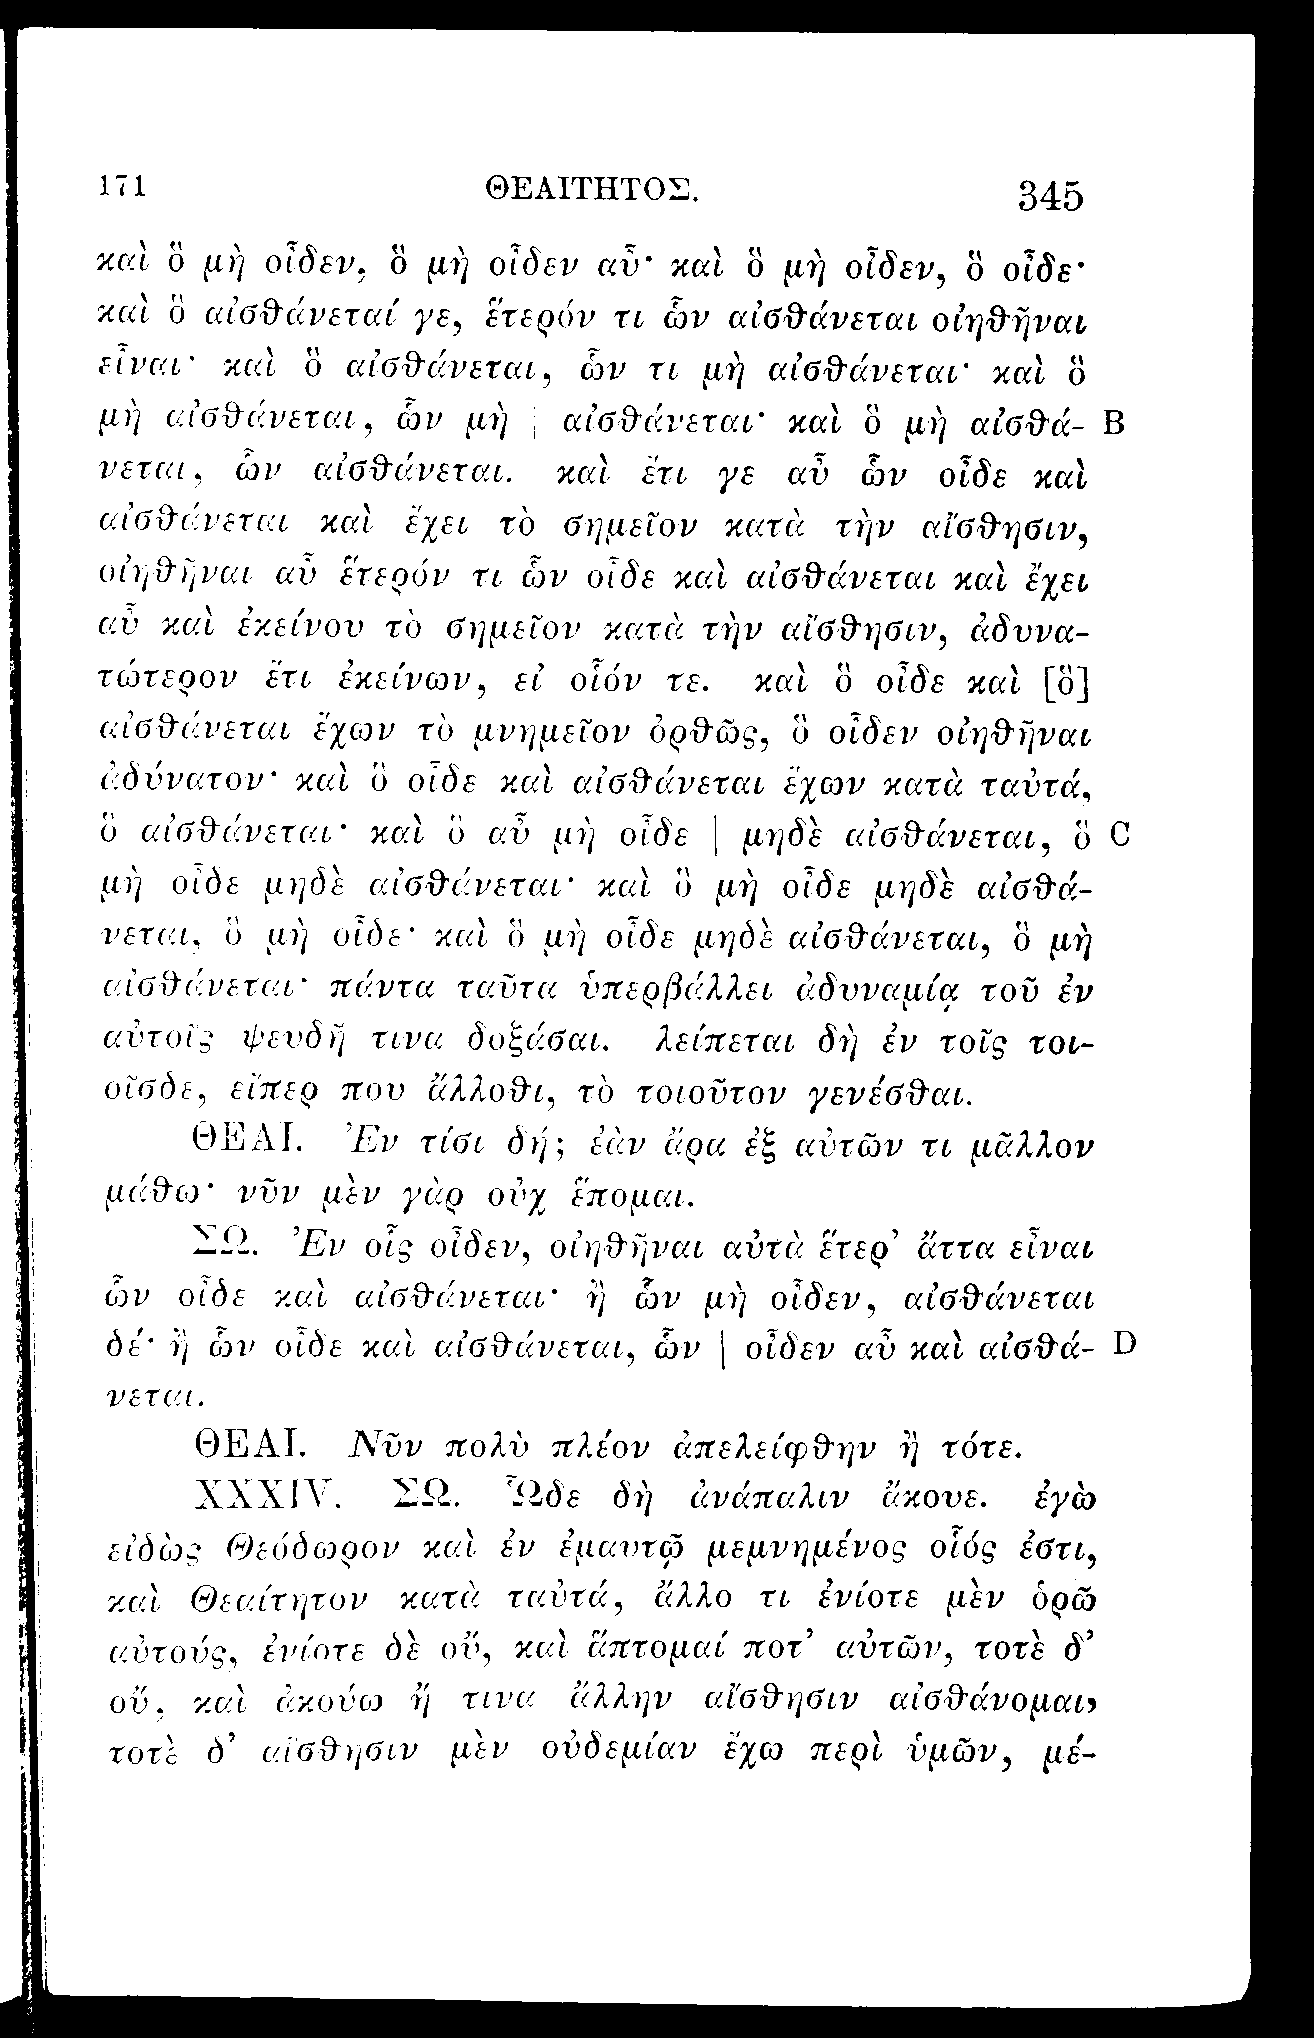 171 ΘΕΑΙΤΗΤΟΣ. 345
καὶ ὃ μὴ οἶδεν, ὃ μὴ οἶδεν αὖ· καὶ ὃ μὴ οἶδεν, ὃ οἶδε·
καὶ ὃ αἰσθάνεταί γε, ἕτερόν τι ὧν αἰσθάνεται οἰηθῆναι
εἶναι· καὶ ὃ αἰσθάνεται, ὧν τι μὴ αἰσθάνεται· καὶ ὃ
μὴ αἰσθάνεται, ὧν μὴ | αἰσθάνεται· καὶ ὃ μὴ αἰσθά- B
νεται, ὧν αἰσθάνεται. καὶ ἔτι γε αὖ ὧν οἶδε καὶ
αἰσθάνεται καὶ ἔχει τὸ σημεῖον κατὰ τὴν αἴσθησιν,
οἰηθῆναι αὖ ἕτερόν τι ὧν οἶδε καὶ αἰσθάνεται καὶ ἔχει
αὖ καὶ ἐκείνου τὸ σημεῖον κατὰ τὴν αἴσθησιν, ἀδυνα-
τώτερον ἔτι ἐκείνων, εἰ οἷόν τε. καὶ ὃ οἶδε καὶ [ὃ]
αἰσθάνεται ἔχων τὸ μνημεῖον ὀρθῶς, ὃ οἶδεν οἰηθῆναι
ἀδύνατον· καὶ ὃ οἶδε καὶ αἰσθάνεται ἔχων κατὰ ταὐτά,
ὃ αἰσθάνεται· καὶ ὃ αὖ μὴ οἶδε | μηδὲ αἰσθάνεται, ὃ C
μὴ οἶδε μηδὲ αἰσθάνεται· καὶ ὃ μὴ οἶδε μηδὲ αἰσθά-
νεται, ὃ μὴ οἶδε· καὶ ὃ μὴ οἶδε μηδὲ αἰσθάνεται, ὃ μὴ
αἰσθάνεται· πάντα ταῦτα ὑπερβάλλει ἀδυναμίᾳ τοῦ ἐν
αὐτοῖς ψευδῆ τινα δοξάσαι. λείπεται δὴ ἐν τοῖς τοι-
οῖσδε, εἴπερ που ἄλλοθι, τὸ τοιοῦτον γενέσθαι.
ΘΕΑΙ. Ἐν τίσι δή; ἐὰν ἄρα ἐξ αὐτῶν τι μᾶλλον
μάθω· νῦν μὲν γὰρ οὐχ ἕπομαι.
ΣΩ. Ἐν οἷς οἶδεν, οἰηθῆναι αὐτὰ ἕτερ’ ἄττα εἶναι
ὧν οἶδε καὶ αἰσθάνεται· ἢ ὧν μὴ οἶδεν, αἰσθάνεται
δέ· ἢ ὧν οἶδε καὶ αἰσθάνεται, ὧν | οἶδεν αὖ καὶ αἰσθά- D
νεται.
ΘΕΑΙ. Νῦν πολὺ πλέον ἀπελείφθην ἢ τότε.
XXXIV. ΣΩ. Ὧδε δὴ ἀνάπαλιν ἄκουε. ἐγὼ
εἰδὼς Θεόδωρον καὶ ἐν ἐμαυτῷ μεμνημένος οἷός ἐστι,
καὶ Θεαίτητον κατὰ ταὐτά, ἄλλο τι ἐνίοτε μὲν ὁρῶ
αὐτούς, ἐνίοτε δὲ οὔ, καὶ ἅπτομαί ποτ’ αὐτῶν, τοτὲ δ’
οὔ, καὶ ἀκούω ἤ τινα ἄλλην αἴσθησιν αἰσθάνομαι,
τοτὲ δ’ αἴσθησιν μὲν οὐδεμίαν ἔχω περὶ ὑμῶν, μέ-